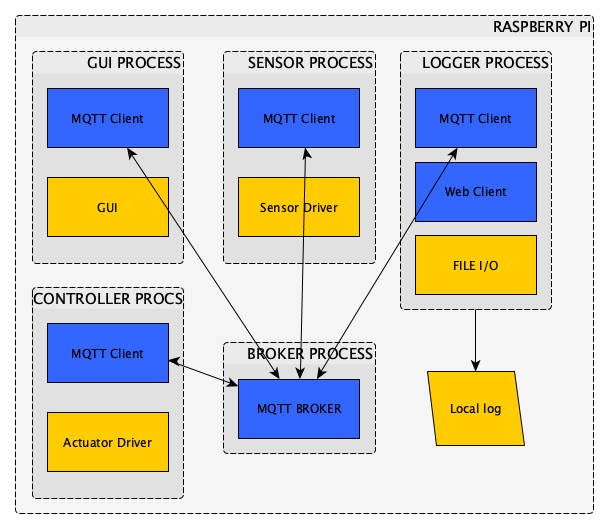 RASPBERRY PI
GUI PROCESS
MQTT Client
GUI
SENSOR PROCESS
MQTT Client
Sensor Driver
LOGGER PROCESS
MQTT Client
Web Client
FILE I/O
CONTROLLER PROCS
MQTT Client
Actuator Driver
BROKER PROCESS
MQTT BROKER
Local log